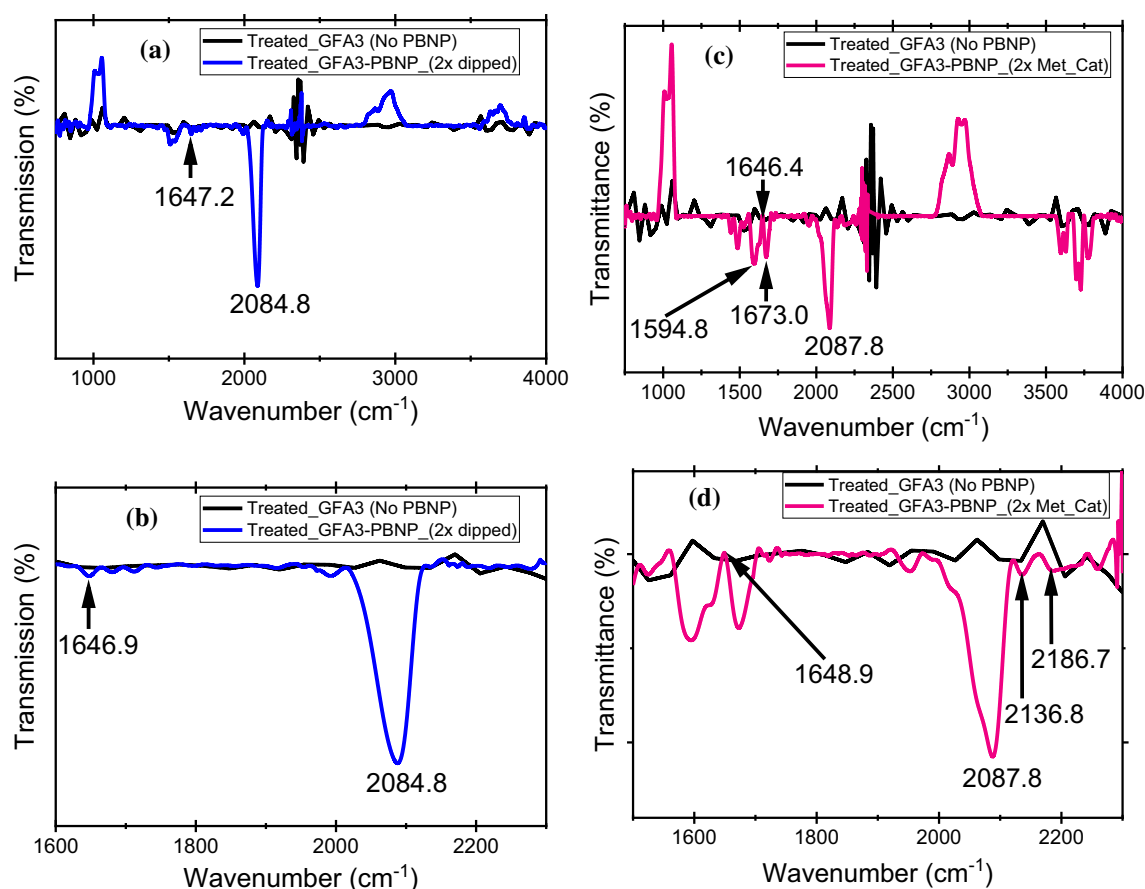 (a)
Treated_GFA3 (No PBNP)
Treated_GFA3-PBNP_(2x dipped)
Transmission (%)
1647.2
2084.8
1000 2000 3000 4000
Wavenumber (cm-1)
(c)
Treated_GFA3 (No PBNP)
Treated_GFA3-PBNP_(2x Met_Cat)
Transmittance (%)
1646.4
1594.8
1673.0
2087.8
1000 1500 2000 2500 3000 3500 4000
Wavenumber (cm-1)
(b)
Treated_GFA3 (No PBNP)
Treated_GFA3-PBNP_(2x dipped)
Transmission (%)
1646.9
2084.8
1600 1800 2000 2200
Wavenumber (cm-1)
(d)
Treated_GFA3 (No PBNP)
Treated_GFA3-PBNP_(2x Met_Cat)
Transmittance (%)
1648.9
2186.7
2136.8
2087.8
1600 1800 2000 2200
Wavenumber (cm-1)